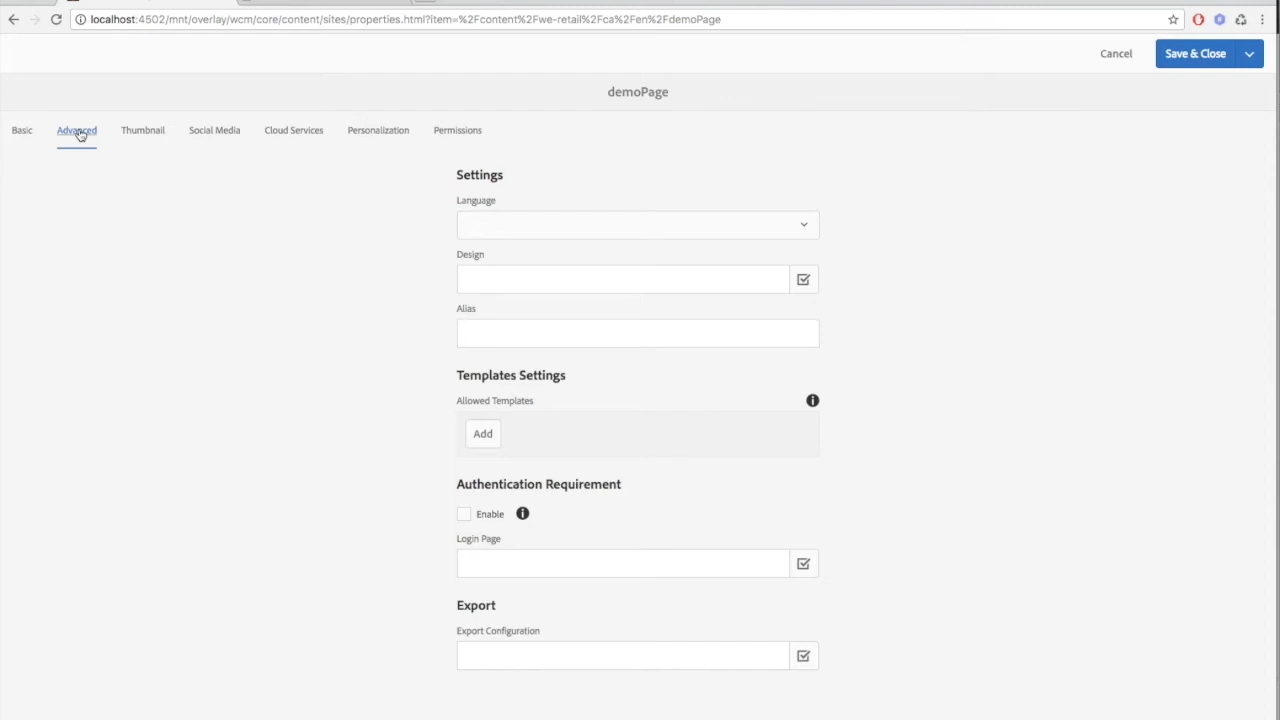 localhost:4502/mnt/overlay/wcm/core/content/sites/properties.html?item=%2Fcontent%2Fwe-retail%2Fca%2Fen%2FdemoPage
Cancel
Save & Close
demoPage
Basic Advanced Thumbnail Social Media Cloud Services Personalization Permissions
Settings
Language
Design
Alias
Templates Settings
Allowed Templates
Add
Authentication Requirement
Enable
Login Page
Export
Export Configuration